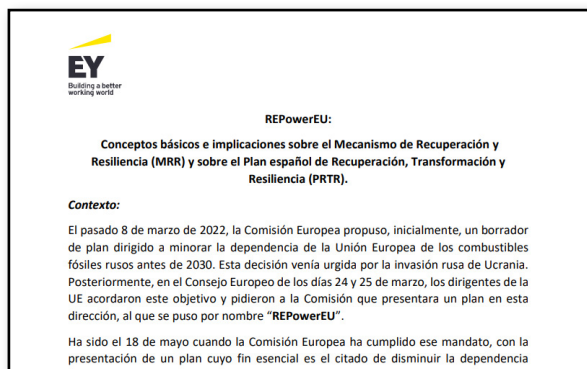 EY
Building a better
working world
REPowerEU:
Conceptos básicos e implicaciones sobre el Mecanismo de Recuperación y
Resiliencia (MRR) y sobre el Plan español de Recuperación, Transformación y
Resiliencia (PRTR).
Contexto:
El pasado 8 de marzo de 2022, la Comisión Europea propuso, inicialmente, un borrador
de plan dirigido a minorar la dependencia de la Unión Europea de los combustibles
fósiles rusos antes de 2030. Esta decisión venía urgida por la invasión rusa de Ucrania.
Posteriormente, en el Consejo Europeo de los días 24 y 25 de marzo, los dirigentes de la
UE acordaron este objetivo y pidieron a la Comisión que presentara un plan en esta
dirección, al que se puso por nombre “REPowerEU”.
Ha sido el 18 de mayo cuando la Comisión Europea ha cumplido ese mandato, con la
presentación de un plan cuyo fin esencial es el citado de disminuir la dependencia